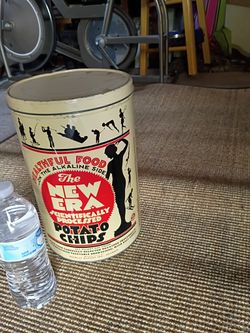 HEALTHFUL FOOD
ON THE ALKALINE SIDE
The
NEW
ERA
SCIENTIFICALLY
PROCESSED
POTATO
CHIPS